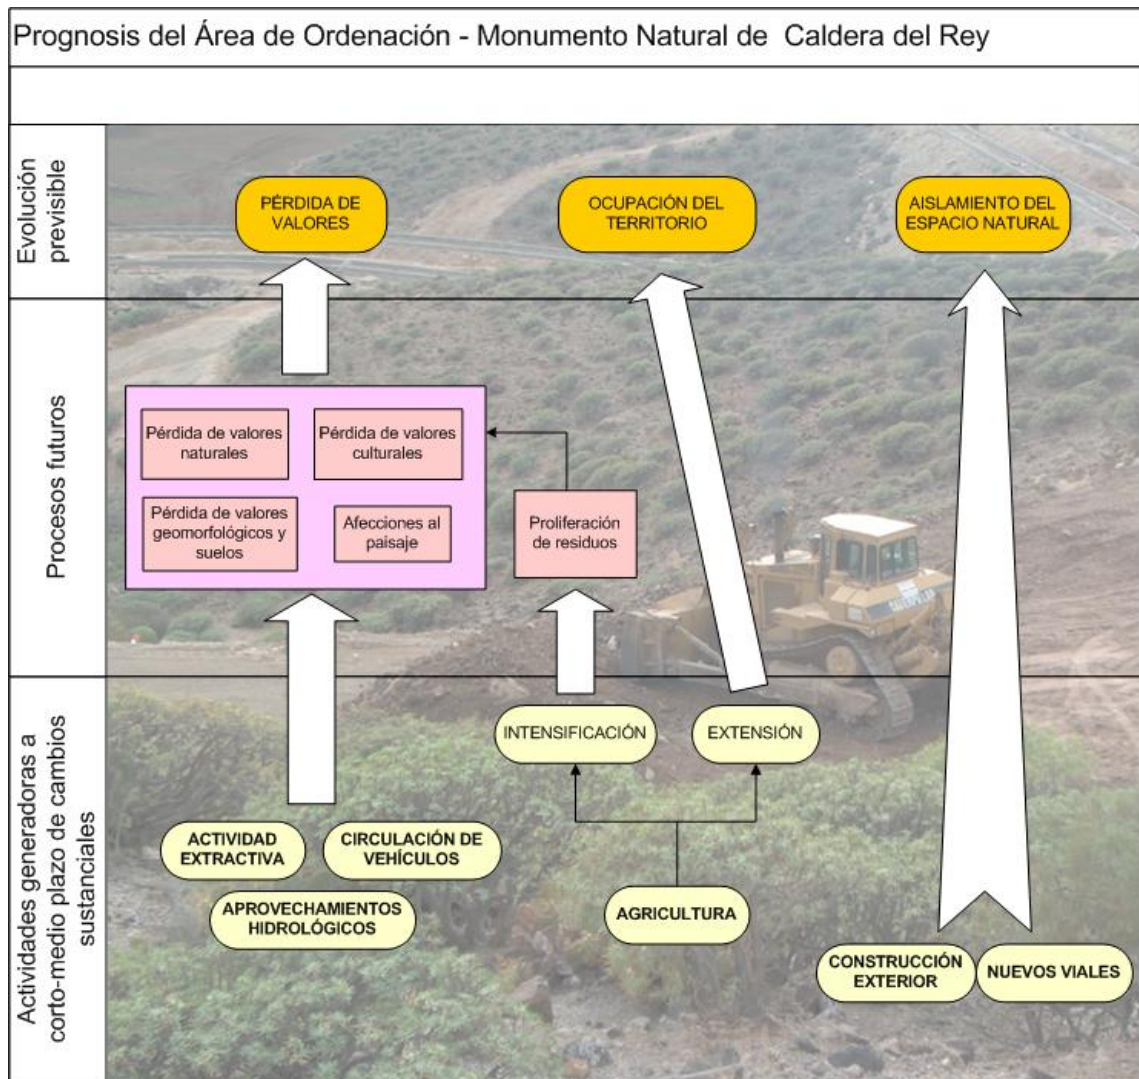 Prognosis del Área de Ordenación - Monumento Natural de Caldera del Rey
Evolución
previsible
PÉRDIDA DE
VALORES
OCUPACIÓN DEL
TERRITORIO
AISLAMIENTO DEL
ESPACIO NATURAL
Procesos futuros
Pérdida de valores
naturales
Pérdida de valores
culturales
Pérdida de valores
geomorfológicos y
suelos
Afecciones al
paisaje
Proliferación
de residuos
CATERPILLAR
Actividades generadoras a
corto-medio plazo de cambios
sustanciales
INTENSIFICACIÓN
EXTENSIÓN
ACTIVIDAD
EXTRACTIVA
CIRCULACIÓN DE
VEHÍCULOS
APROVECHAMIENTOS
HIDROLÓGICOS
AGRICULTURA
CONSTRUCCIÓN
EXTERIOR
NUEVOS VIALES